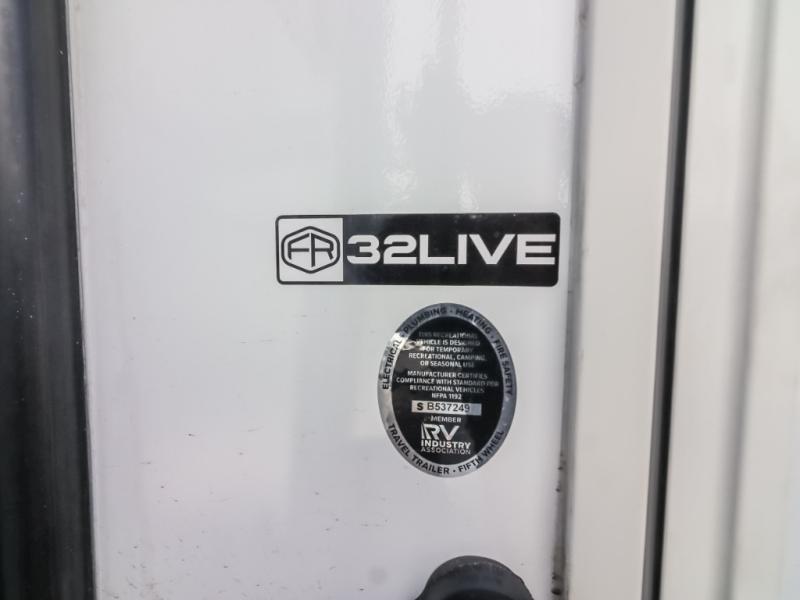 FR 32LIVE
ELECTRICAL · PLUMBING · HEATING · FIRE SAFETY
THIS RECREATIONAL
VEHICLE IS DESIGNED
FOR TEMPORARY
RECREATIONAL, CAMPING,
OR SEASONAL USE
MANUFACTURER CERTIFIES
COMPLIANCE WITH STANDARD FOR
RECREATIONAL VEHICLES
NFPA 1192
S B537249
MEMBER
RV
INDUSTRY
ASSOCIATION
TRAVEL TRAILER · FIFTH WHEEL